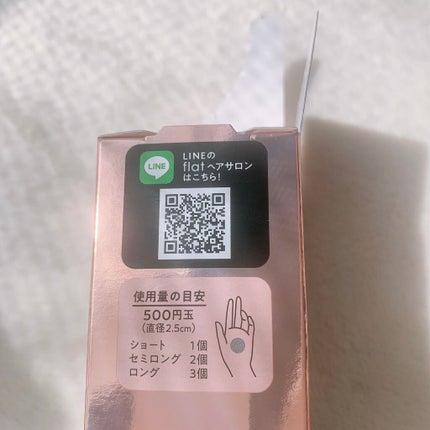 LINE
LINEの
flat ヘアサロン
はこちら!
使用量の目安
500円玉
(直径2.5cm)
ショート 1個
セミロング 2個
ロング 3個